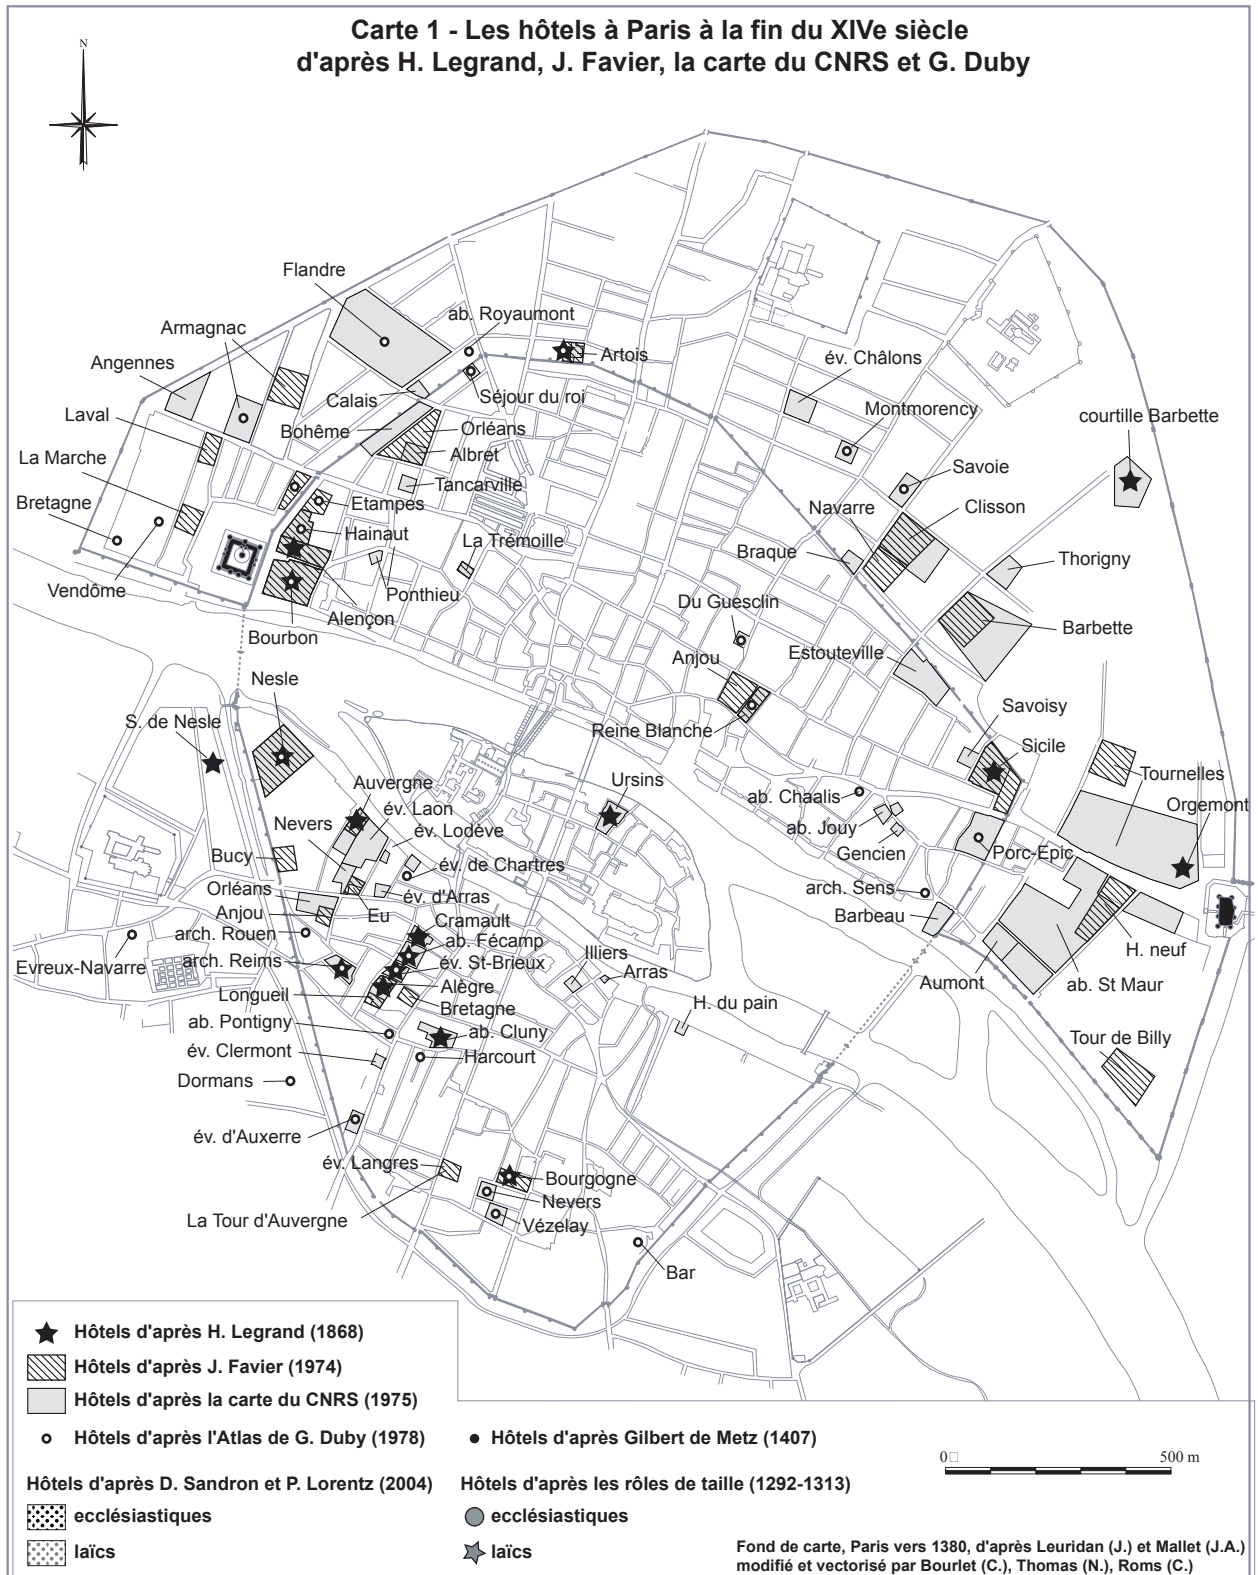 Carte 1 - Les hôtels à Paris à la fin du XIVe siècle
d'après H. Legrand, J. Favier, la carte du CNRS et G. Duby
N
Flandre
ab. Royaumont
Armagnac
Artois
Angennes
év. Châlons
Calais
Séjour du roi
Laval
Montmorency
courtille Barbette
Bohême
Orléans
Albret
La Marche
Savoie
Tancarville
Bretagne
Etampes
Navarre
Clisson
Hainaut
La Trémoille
Braque
Thorigny
Vendôme
Ponthieu
Du Guesclin
Alençon
Bourbon
Barbette
Anjou
Estouteville
Nesle
Savoisy
S. de Nesle
Reine Blanche
Sicile
Tournelles
Auvergne
Ursins
ab. Chaalis
Orgemont
év. Laon
Nevers
év. Lodève
ab. Jouy
Bucy
Gencien
Porc-Epic
év. de Chartres
Orléans
év. d'Arras
arch. Sens
Anjou
Eu
Barbeau
Cramault
arch. Rouen
ab. Fécamp
H. neuf
Evreux-Navarre
arch. Reims
év. St-Brieux
Illiers
Arras
Aumont
ab. St Maur
Alègre
Longueil
Bretagne
H. du pain
ab. Pontigny
ab. Cluny
Tour de Billy
év. Clermont
Harcourt
Dormans
év. d'Auxerre
év. Langres
Bourgogne
Nevers
La Tour d'Auvergne
Vézelay
Bar
Hôtels d'après H. Legrand (1868)
Hôtels d'après J. Favier (1974)
Hôtels d'après la carte du CNRS (1975)
Hôtels d'après l'Atlas de G. Duby (1978)
Hôtels d'après Gilbert de Metz (1407)
0 500 m
Hôtels d'après D. Sandron et P. Lorentz (2004)
Hôtels d'après les rôles de taille (1292-1313)
ecclésiastiques
ecclésiastiques
laïcs
laïcs
Fond de carte, Paris vers 1380, d'après Leuridan (J.) et Mallet (J.A.)
modifié et vectorisé par Bourlet (C.), Thomas (N.), Roms (C.)